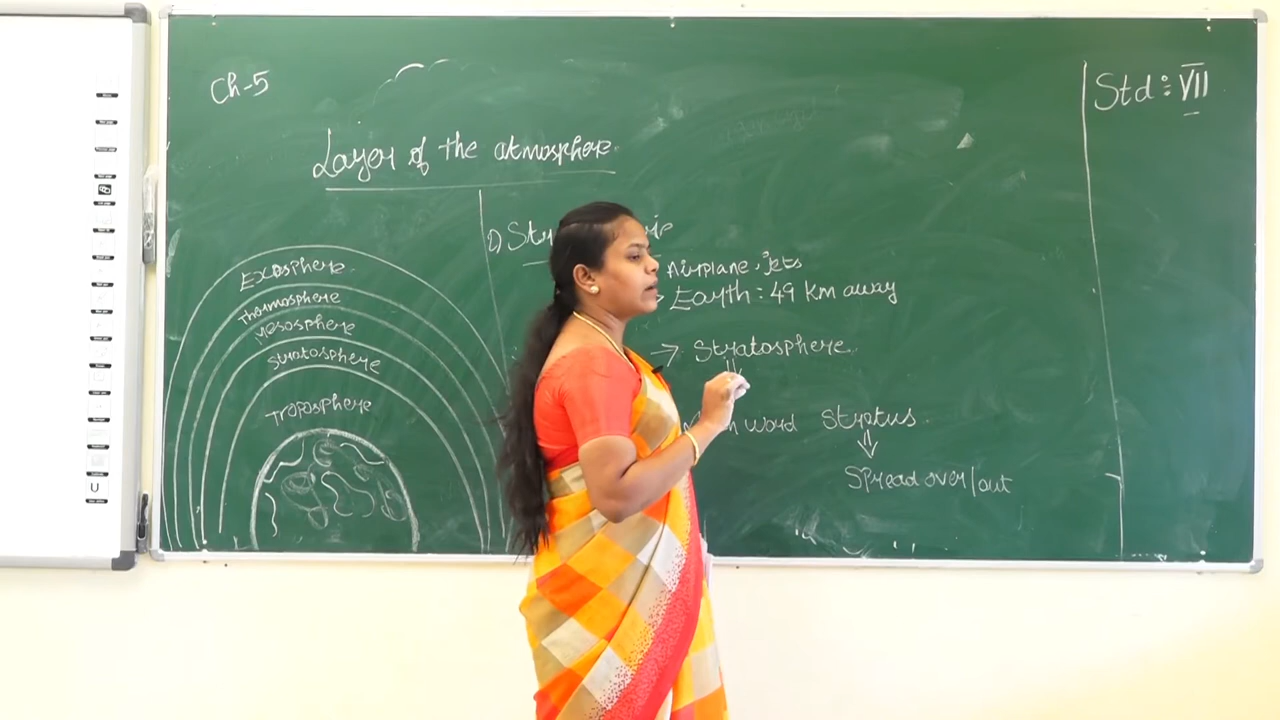 Ch-5
Std : VII
Layer of the atmosphere.
Exosphere.
Thermosphere
Mesosphere
Stratosphere
Troposphere
2)
Airplane, jets
Earth : 49 km away
→ Stratosphere.
word Stratus.
Spread over/out
U